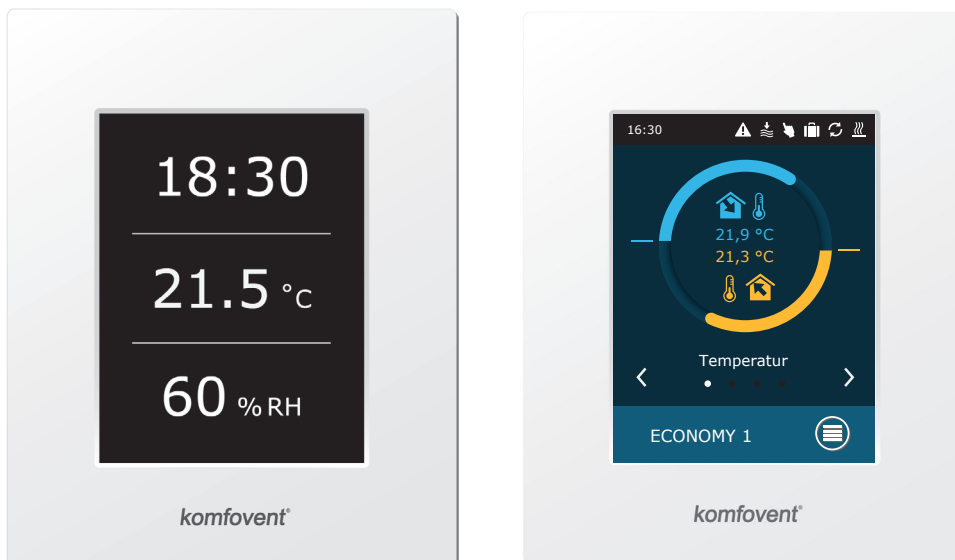 18:30
21.5 °C
60 % RH
komfovent®
16:30
21,9 °C
21,3 °C
Temperatur
ECONOMY 1
komfovent®